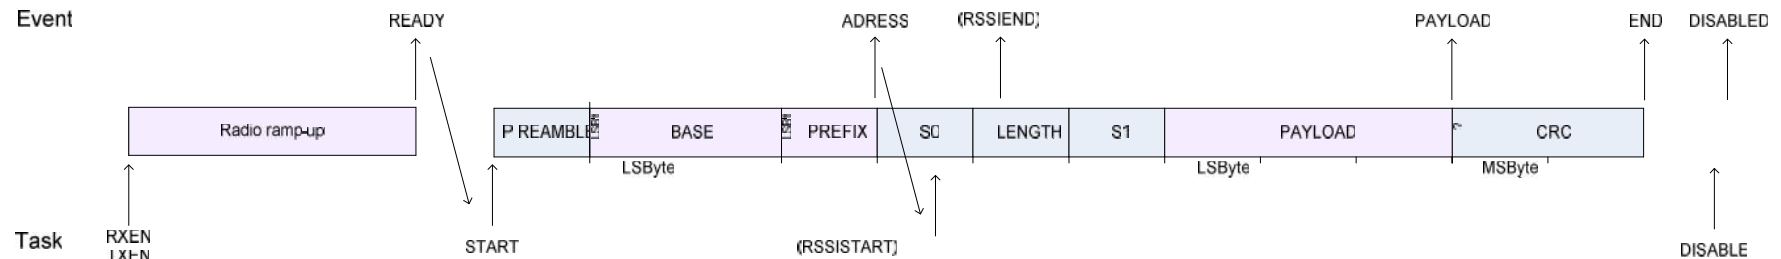 Event
READY
ADRESS
(RSSIEND)
PAYLOAD
END
DISABLED
Radio ramp-up
PREAMBLE
BASE
PREFIX
S0
LENGTH
S1
PAYLOAD
CRC
LSByte
LSByte
MSByte
Task
RXEN
TXEN
START
(RSSISTART)
DISABLE